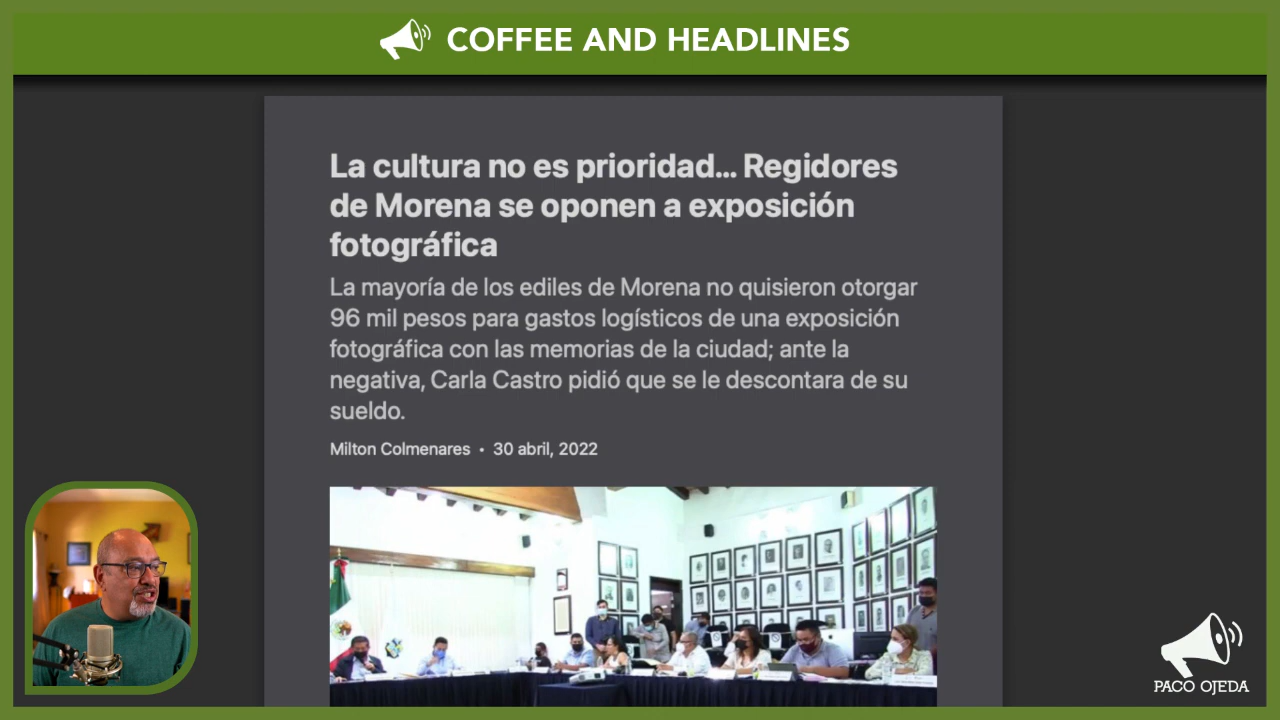 COFFEE AND HEADLINES
La cultura no es prioridad... Regidores
de Morena se oponen a exposición
fotográfica
La mayoría de los ediles de Morena no quisieron otorgar
96 mil pesos para gastos logísticos de una exposición
fotográfica con las memorias de la ciudad; ante la
negativa, Carla Castro pidió que se le descontara de su
sueldo.
Milton Colmenares • 30 abril, 2022
PACO OJEDA